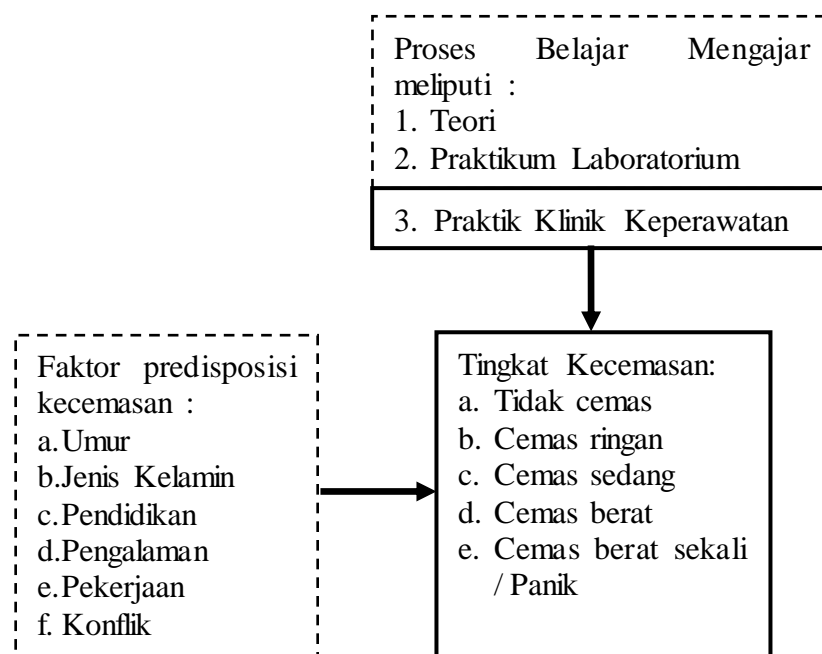 Proses Belajar Mengajar
meliputi :
1. Teori
2. Praktikum Laboratorium
3. Praktik Klinik Keperawatan
Faktor predisposisi
kecemasan :
a.Umur
b.Jenis Kelamin
c.Pendidikan
d.Pengalaman
e.Pekerjaan
f. Konflik
Tingkat Kecemasan:
a. Tidak cemas
b. Cemas ringan
c. Cemas sedang
d. Cemas berat
e. Cemas berat sekali
/ Panik